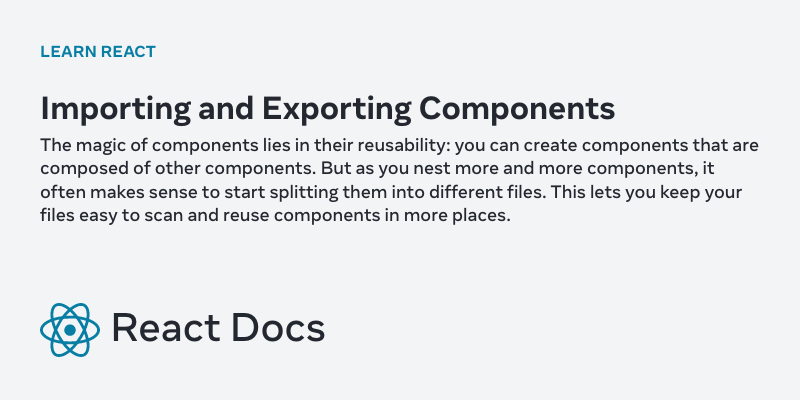 LEARN REACT
Importing and Exporting Components
The magic of components lies in their reusability: you can create components that are
composed of other components. But as you nest more and more components, it
often makes sense to start splitting them into different files. This lets you keep your
files easy to scan and reuse components in more places.
React Docs